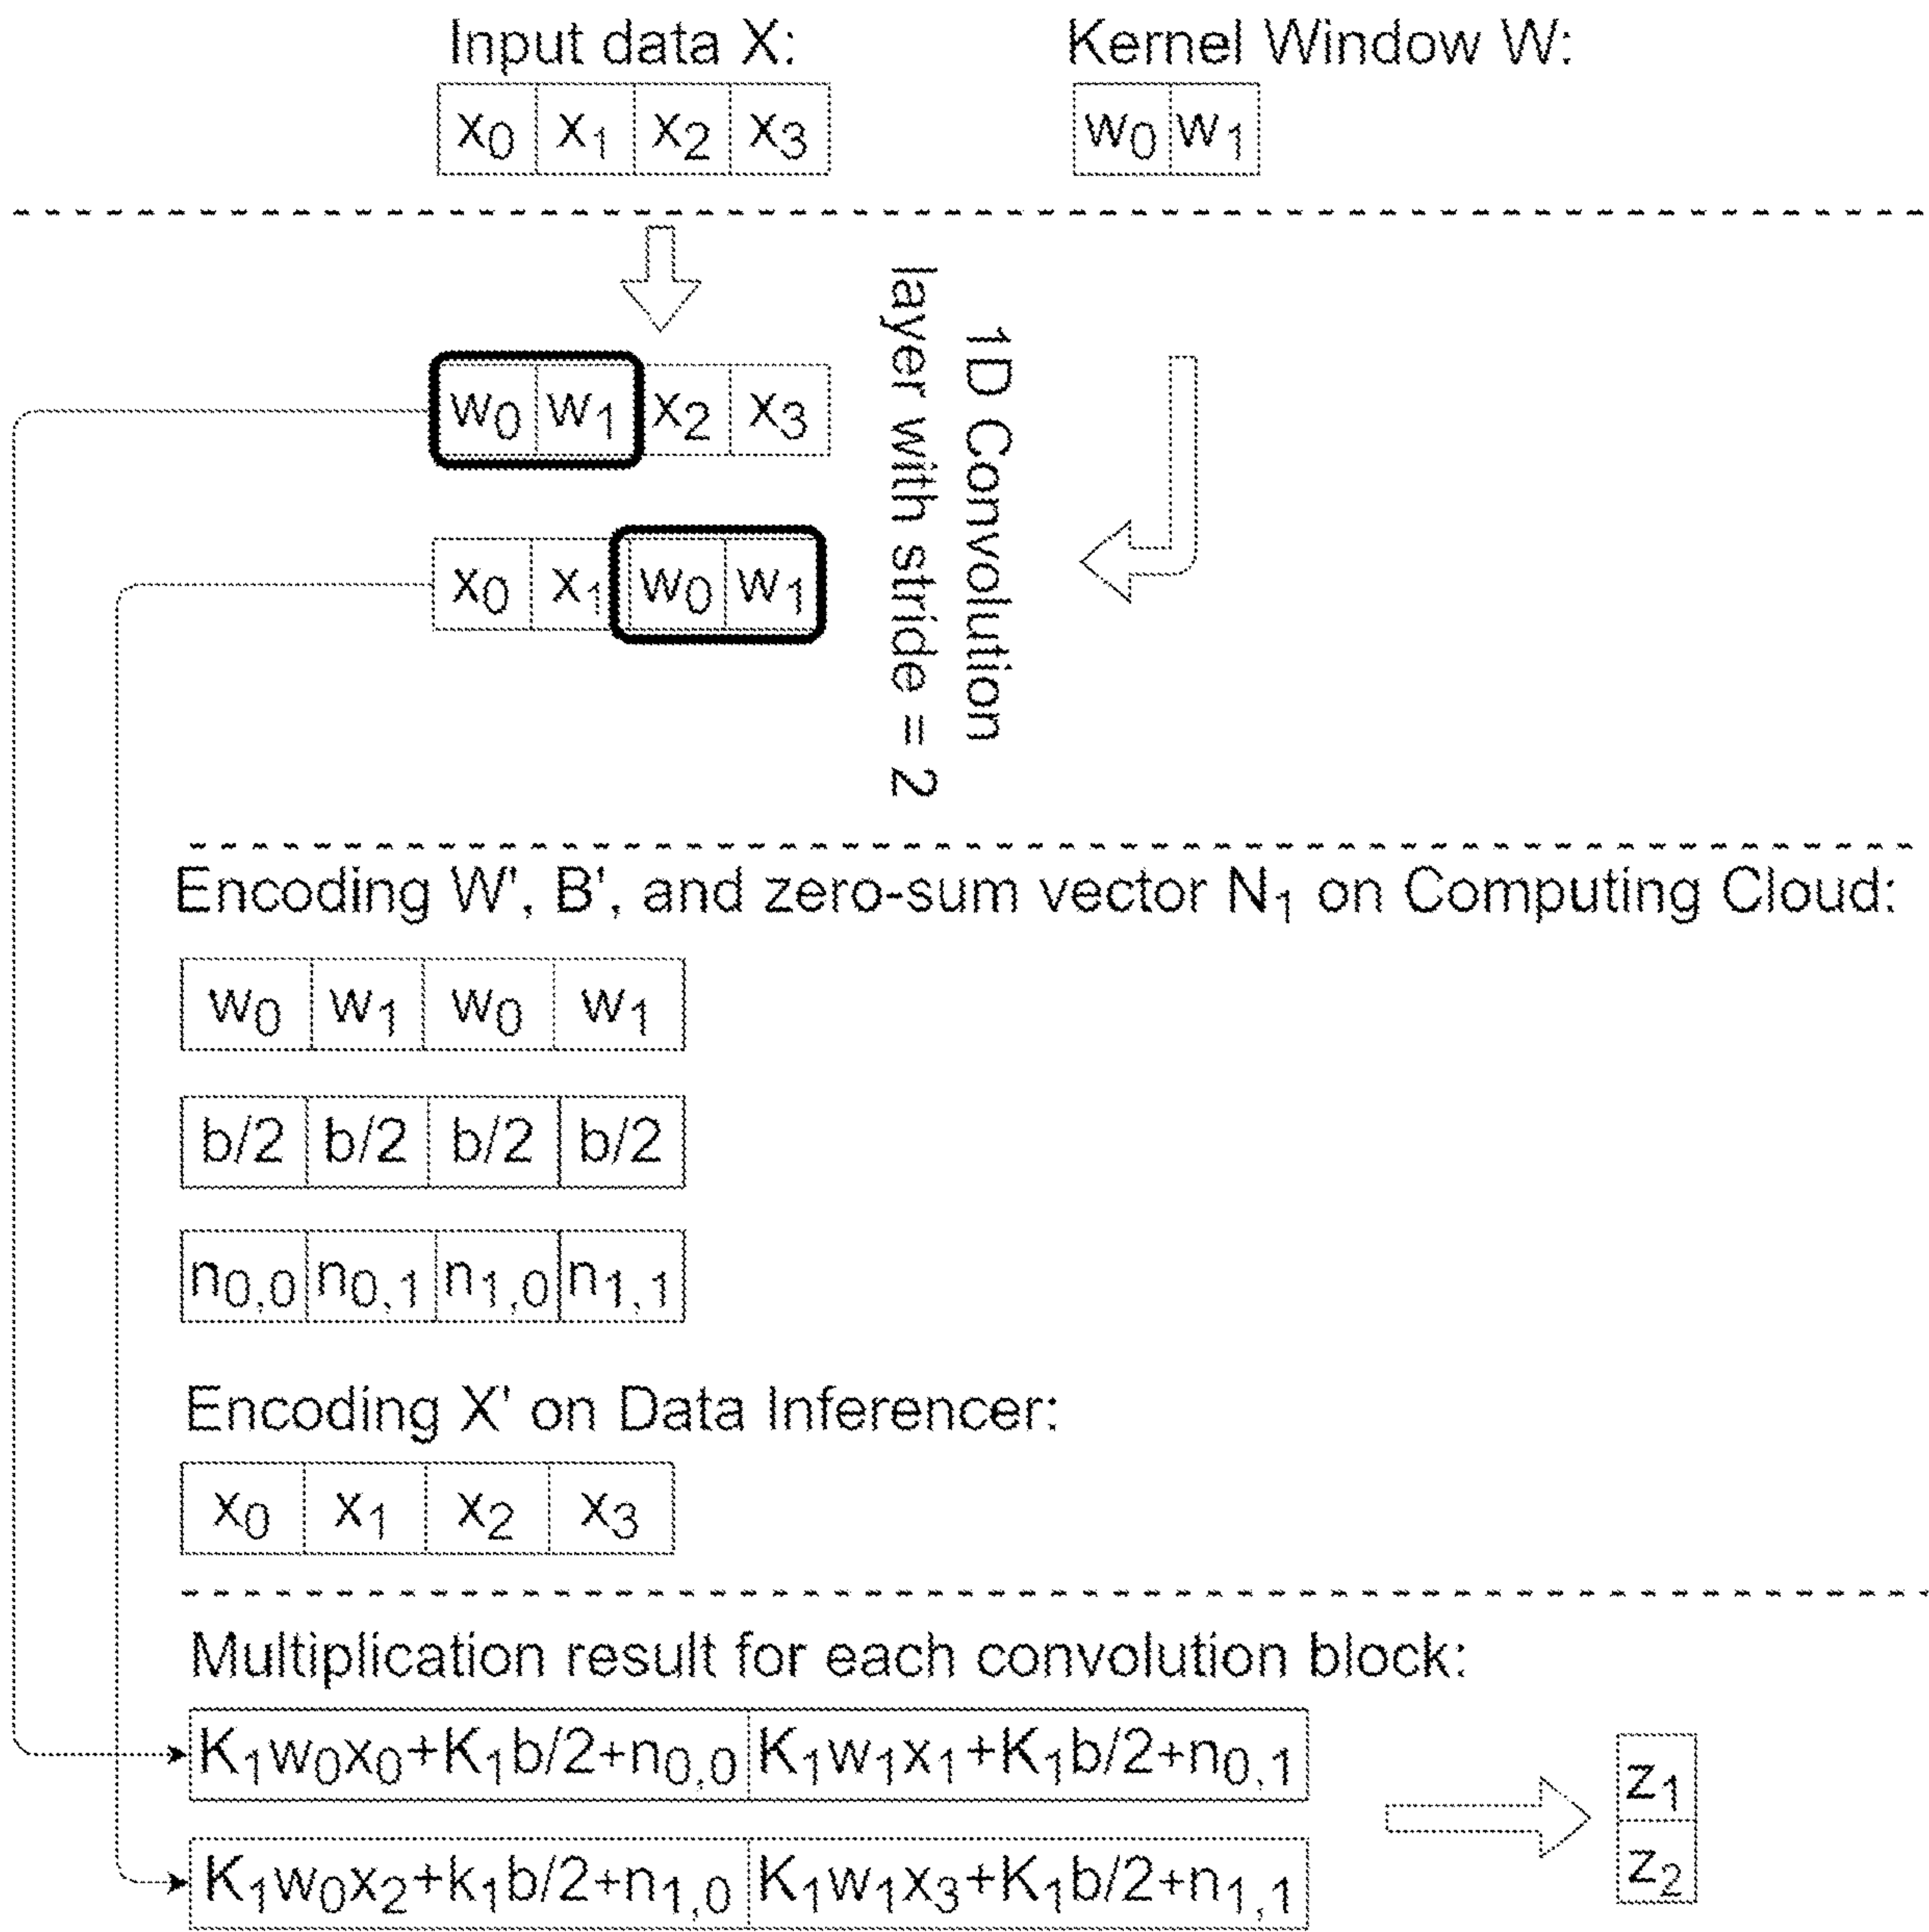 Input data X:
Kernel Window W:
x₀ x₁ x₂ x₃
w₀ w₁
w₀ w₁ x₂ x₃
x₀ x₁ w₀ w₁
1D Convolution
layer with stride = 2
Encoding W', B', and zero-sum vector N₁ on Computing Cloud:
w₀ w₁ w₀ w₁
b/2 b/2 b/2 b/2
n₀,₀ n₀,₁ n₁,₀ n₁,₁
Encoding X' on Data Inferencer:
x₀ x₁ x₂ x₃
Multiplication result for each convolution block:
K₁w₀x₀+K₁b/2+n₀,₀ K₁w₁x₁+K₁b/2+n₀,₁
K₁w₀x₂+k₁b/2+n₁,₀ K₁w₁x₃+K₁b/2+n₁,₁
z₁
z₂